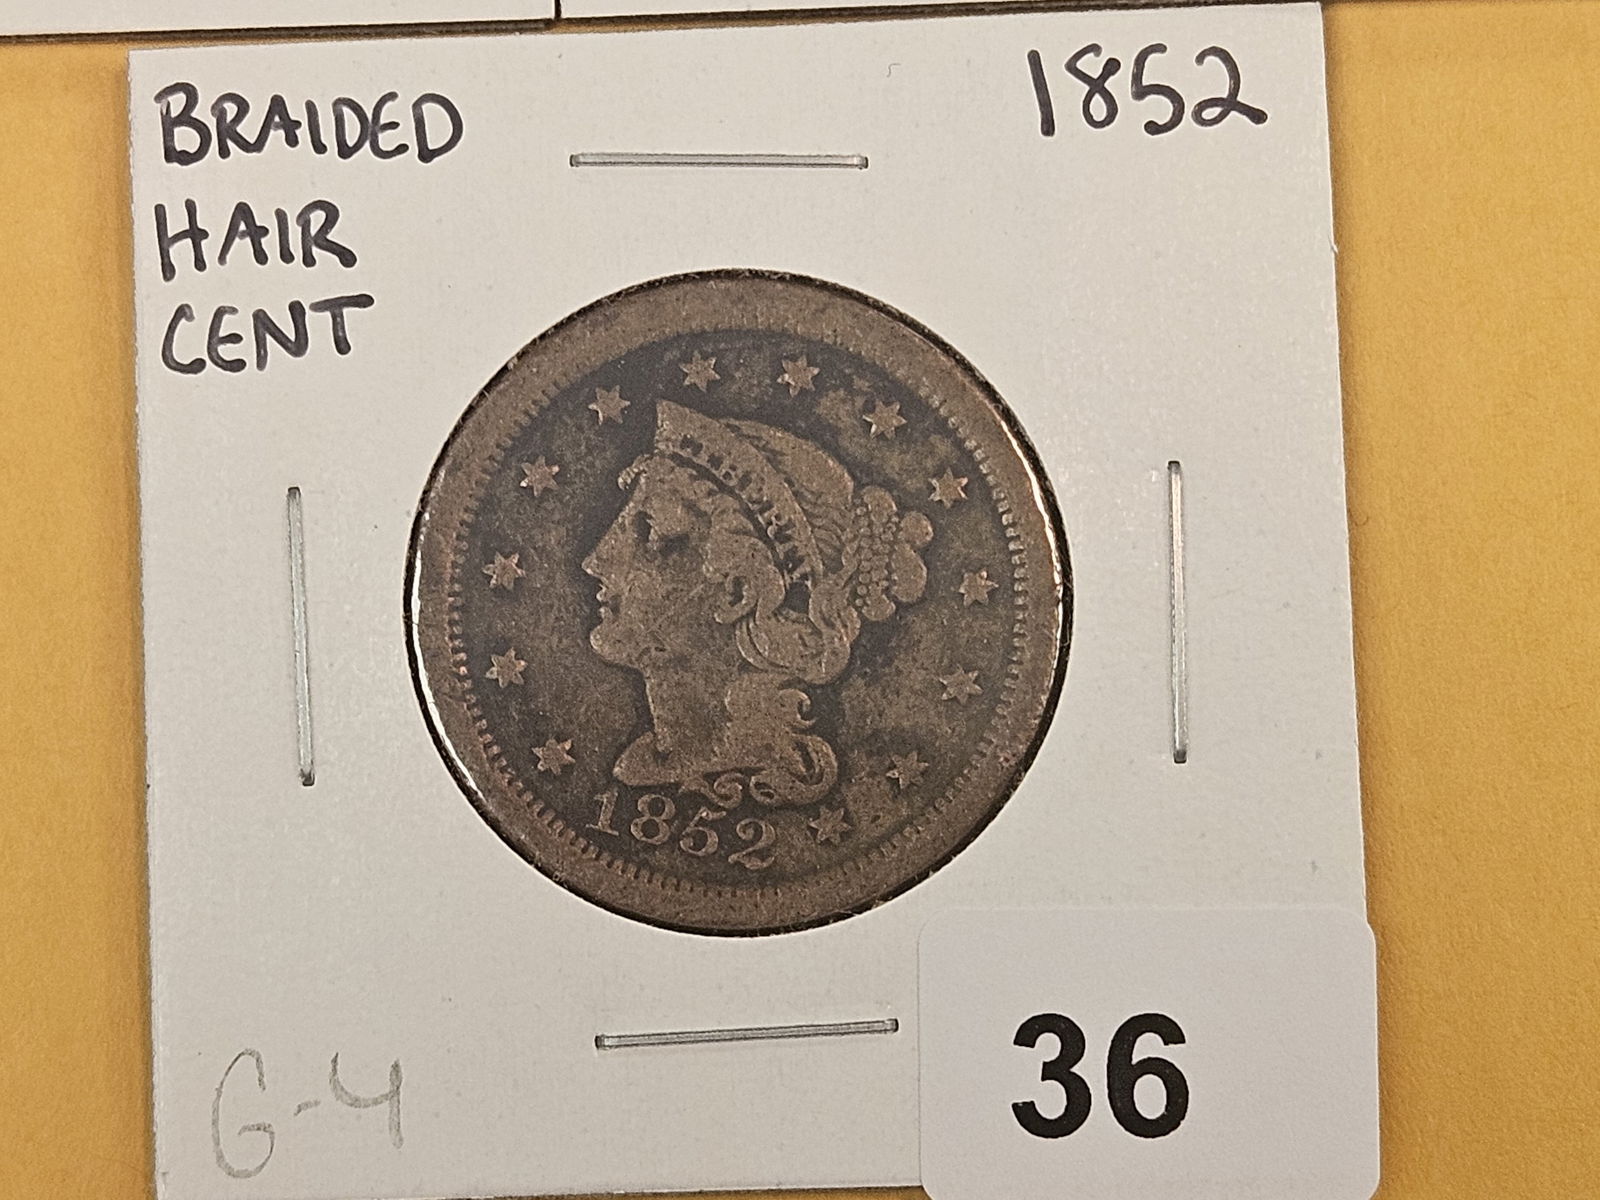 BRAIDED
HAIR
CENT
1852
LIBERTY
1852
G-4
36